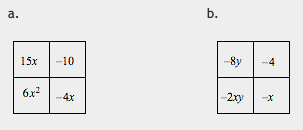 a. b.
15x –10 –8y –4
6x² –4x –2xy –x